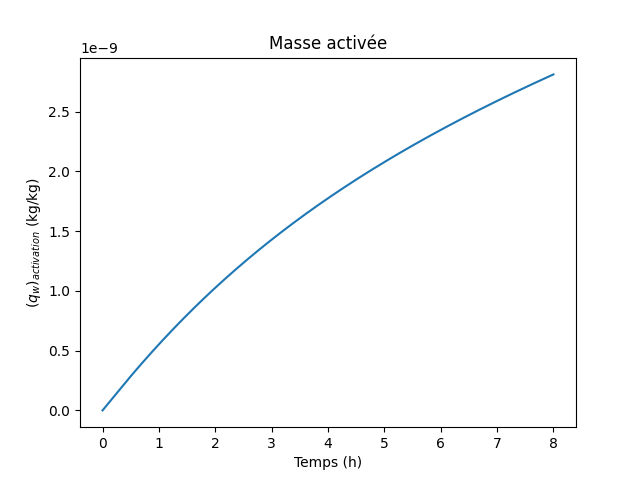 Masse activée
1e−9
2.5
2.0
1.5
1.0
0.5
0.0
(q_w)_activation (kg/kg)
0 1 2 3 4 5 6 7 8
Temps (h)